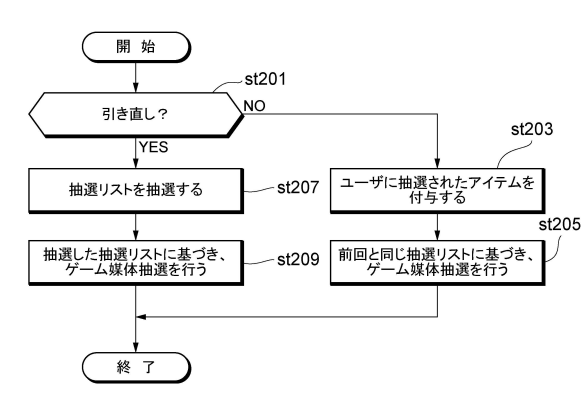 開 始
st201
引き直し？
NO
YES
st203
抽選リストを抽選する
st207
ユーザに抽選されたアイテムを
付与する
st205
抽選した抽選リストに基づき、
ゲーム媒体抽選を行う
st209
前回と同じ抽選リストに基づき、
ゲーム媒体抽選を行う
終 了